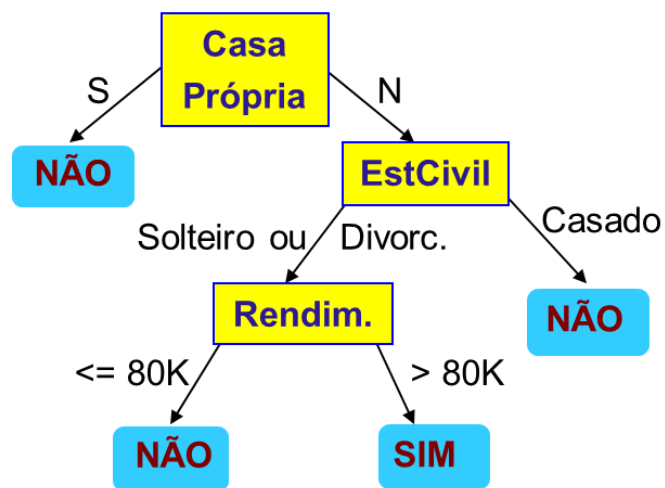 Casa
Própria
S
N
NÃO
EstCivil
Solteiro ou Divorc.
Casado
Rendim.
NÃO
<= 80K
> 80K
NÃO
SIM